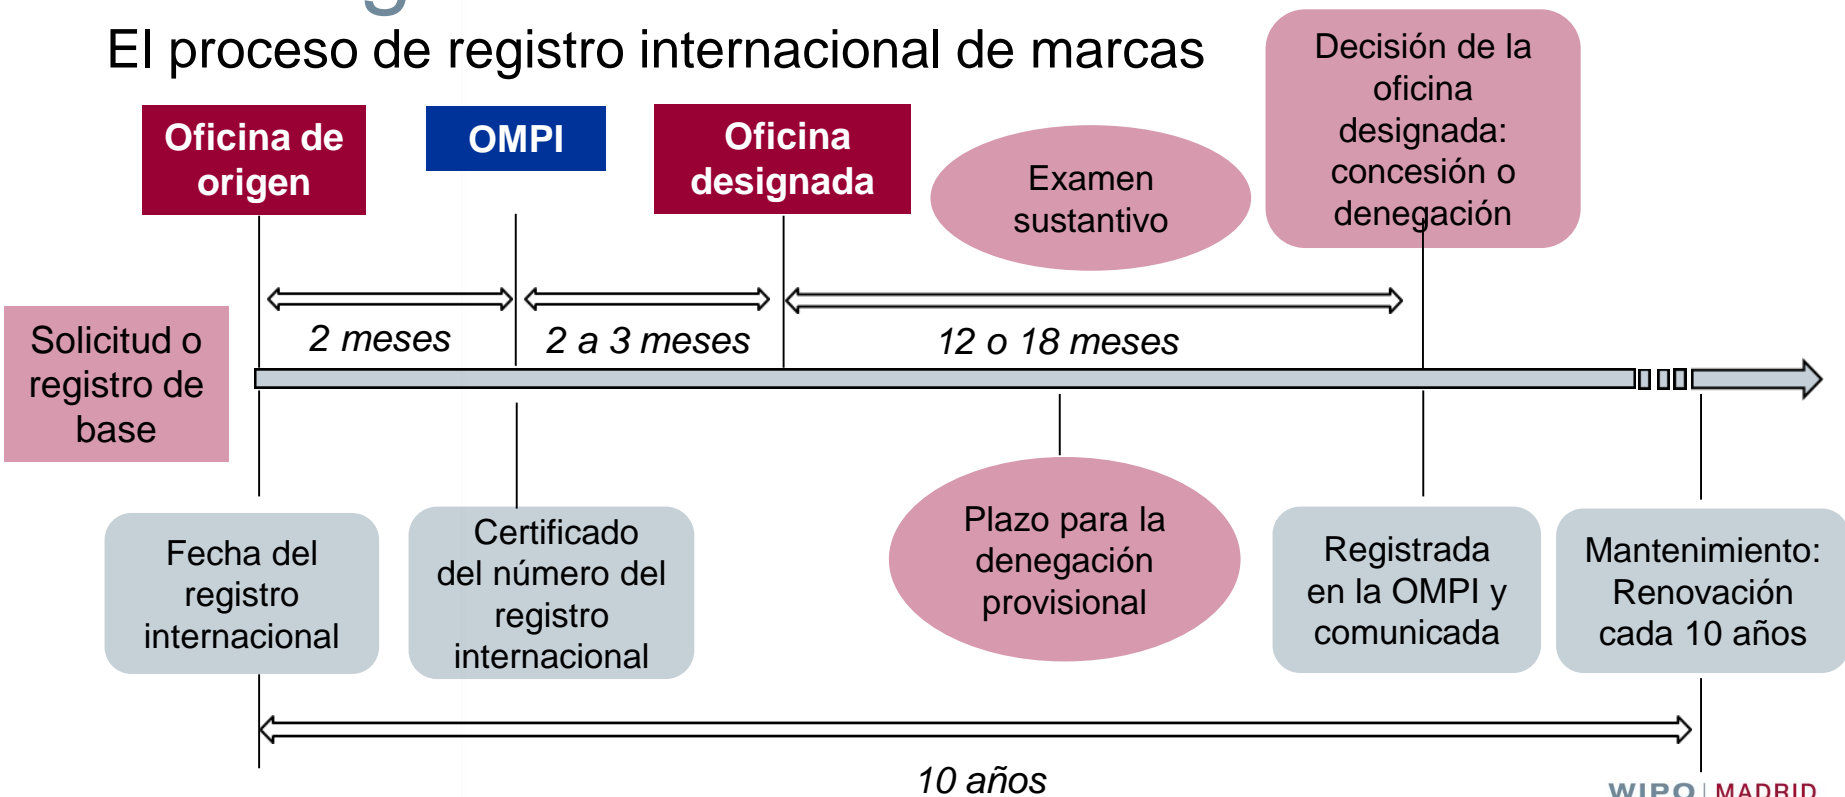 El proceso de registro internacional de marcas
Oficina de
origen
OMPI
Oficina
designada
Examen
sustantivo
Decisión de la
oficina
designada:
concesión o
denegación
2 meses
2 a 3 meses
12 o 18 meses
Solicitud o
registro de
base
Fecha del
registro
internacional
Certificado
del número del
registro
internacional
Plazo para la
denegación
provisional
Registrada
en la OMPI y
comunicada
Mantenimiento:
Renovación
cada 10 años
10 años
WIPO | MADRID